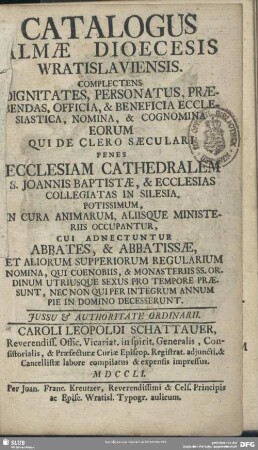 CATALOGUS
ALMÆ DIOECESIS
WRATISLAVIENSIS.
COMPLECTENS
DIGNITATES, PERSONATUS, PRÆ-
BENDAS, OFFICIA, & BENEFICIA ECCLE-
SIASTICA, NOMINA, & COGNOMINA
EORUM
QUI DE CLERO SÆCULARI
PENES
ECCLESIAM CATHEDRALEM
S. JOANNIS BAPTISTÆ, & ECCLESIAS
COLLEGIATAS IN SILESIA,
POTISSIMUM,
IN CURA ANIMARUM, ALIISQUE MINISTE-
RIIS OCCUPANTUR,
CUI ADNECTUNTUR
ABBATES, & ABBATISSÆ,
ET ALIORUM SUPPERIORUM REGULARIUM
NOMINA, QUI COENOBIIS, & MONASTERIIS SS. OR-
DINUM UTRIUSQUE SEXUS PRO TEMPORE PRÆ-
SUNT, NEC NON QUI PER INTEGRUM ANNUM
PIE IN DOMINO DECESSERUNT.
JUSSU & AUTHORITATE ORDINARII.
CAROLI LEOPOLDI SCHATTAUER,
Reverendiss. Offic. Vicariat. in spirit. Generalis, Con-
sistorialis, & Præfecturæ Curiæ Episcop. Registrat. adjuncti, &
Cancellistæ labore compilatus & expensis impressus.
MDCCLI.
Per Joan. Franc. Kreutzer, Reverendissimi & Cels. Principis
ac Episc. Wratisl. Typogr. aulicum.
SLUB
DFG